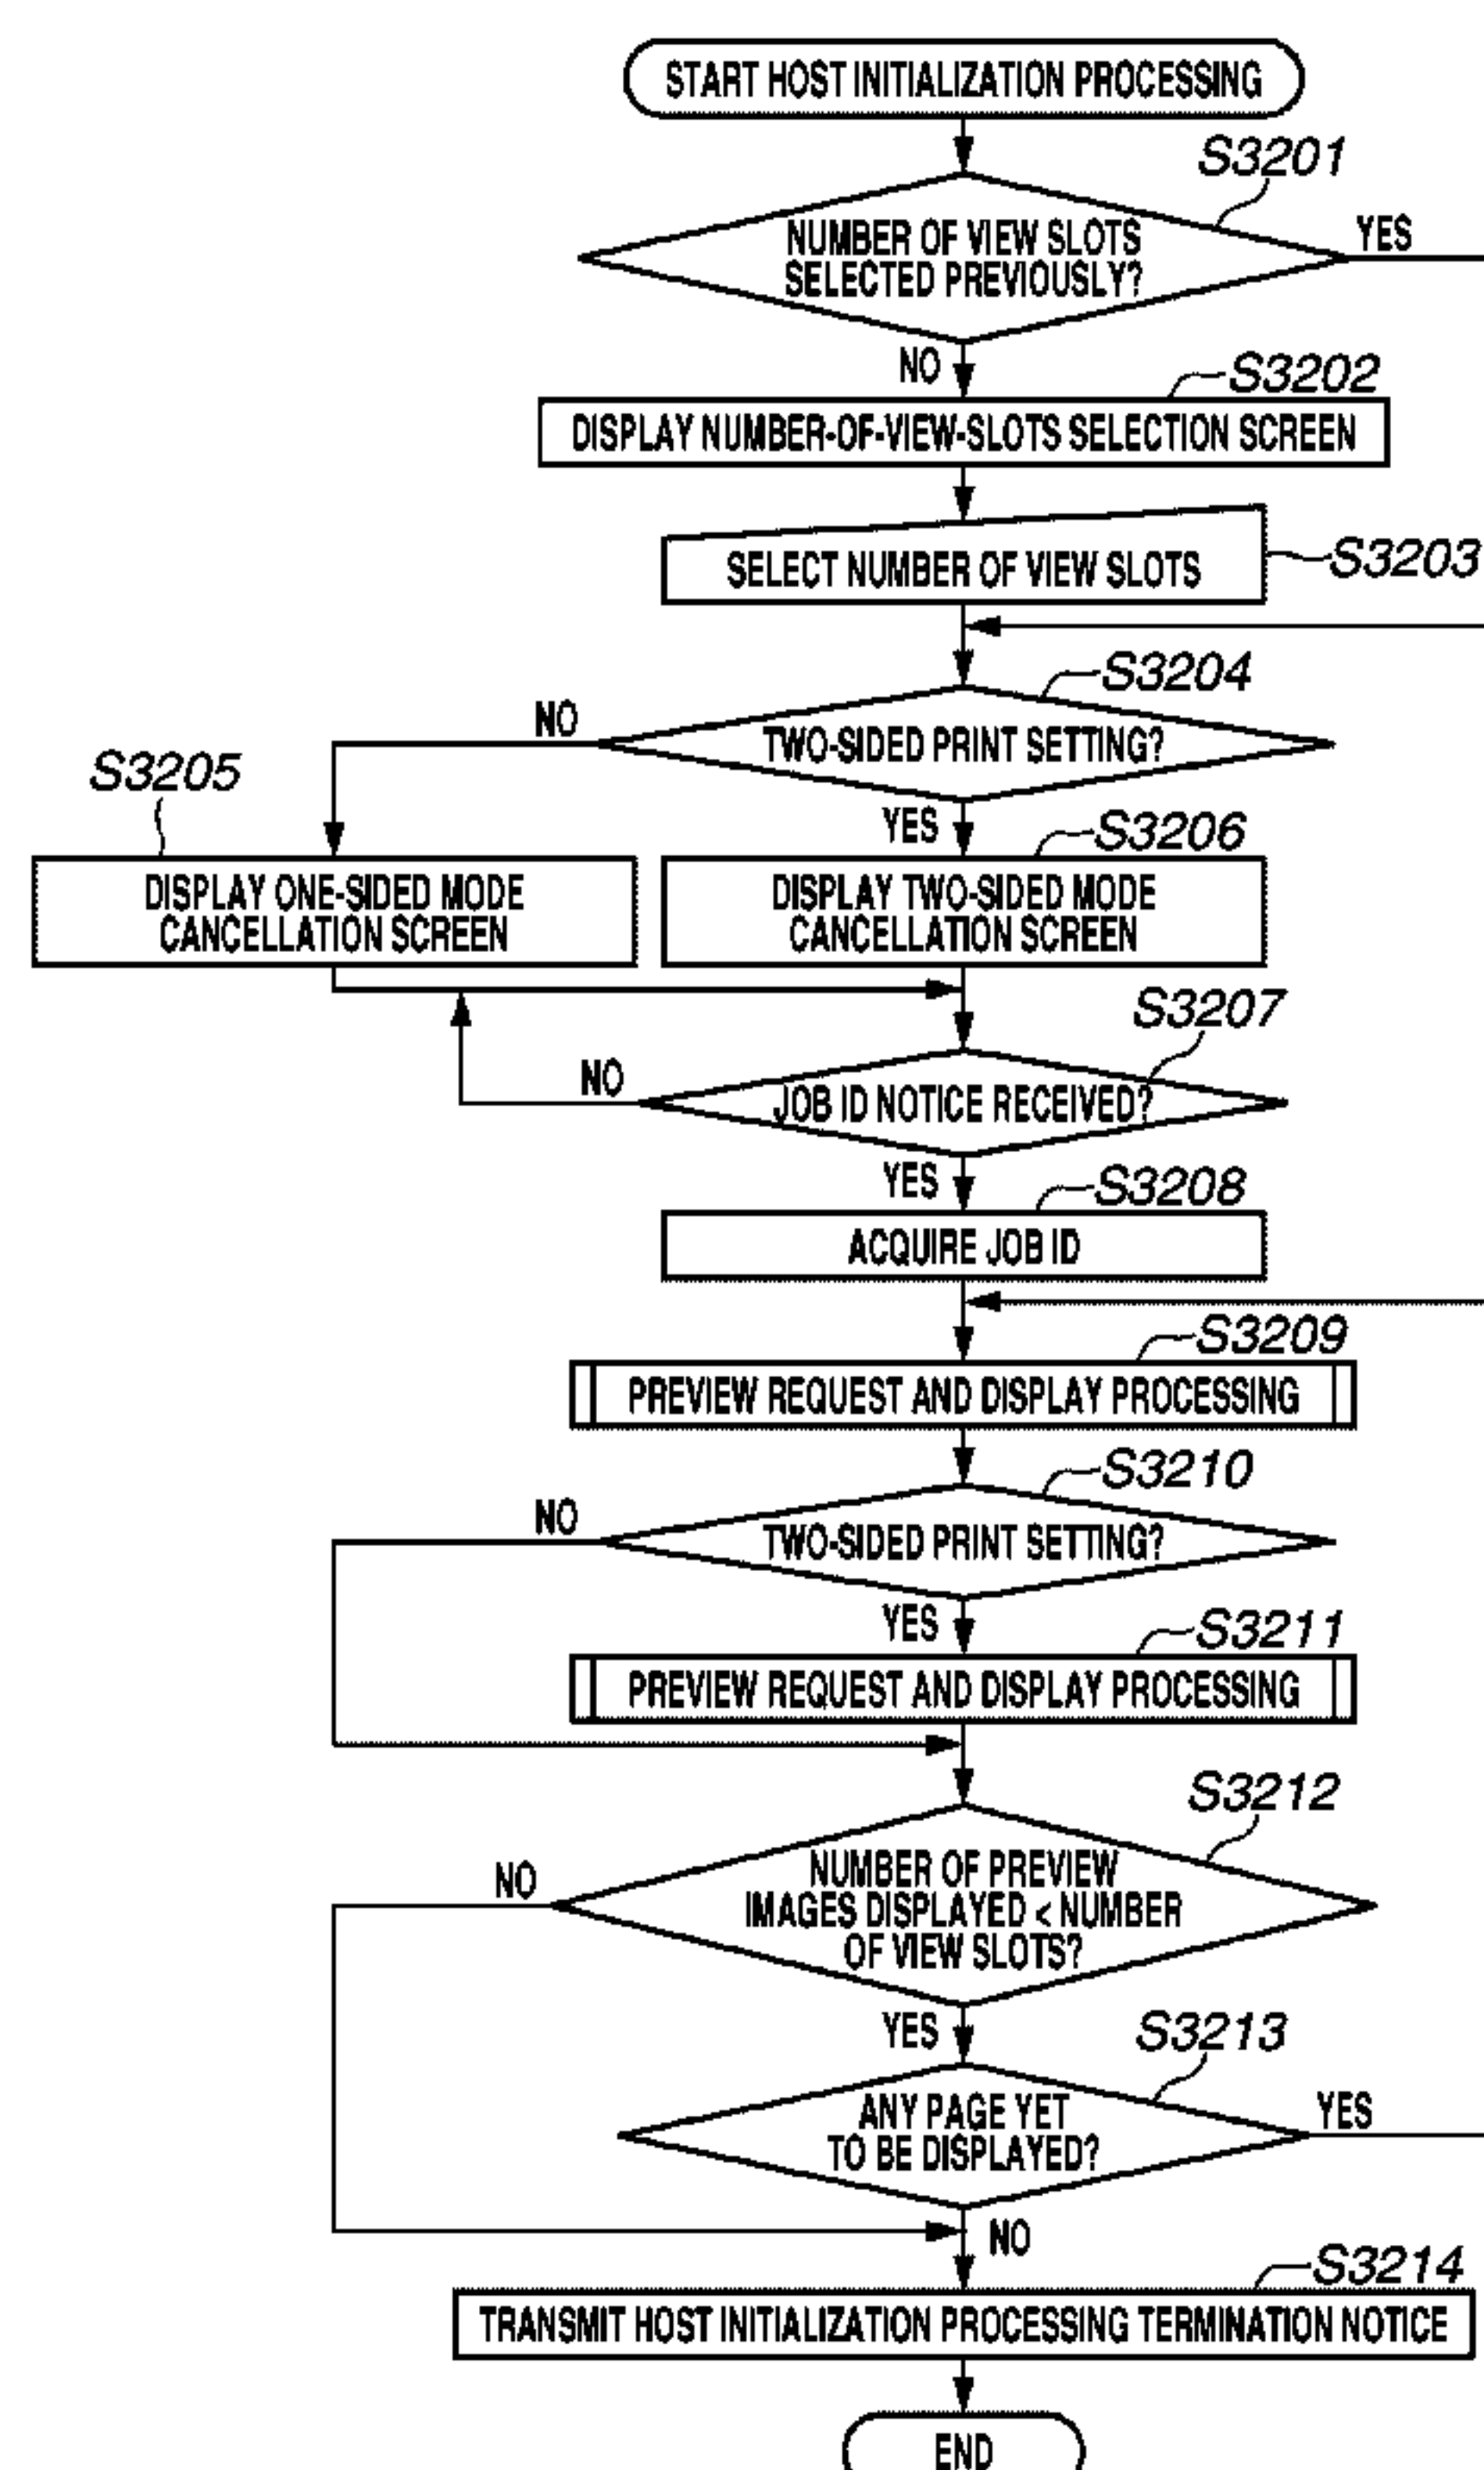 START HOST INITIALIZATION PROCESSING
S3201
NUMBER OF VIEW SLOTS
SELECTED PREVIOUSLY?
YES
NO
S3202
DISPLAY NUMBER-OF-VIEW-SLOTS SELECTION SCREEN
SELECT NUMBER OF VIEW SLOTS
S3203
S3204
NO
TWO-SIDED PRINT SETTING?
S3205
YES
S3206
DISPLAY ONE-SIDED MODE
CANCELLATION SCREEN
DISPLAY TWO-SIDED MODE
CANCELLATION SCREEN
S3207
NO
JOB ID NOTICE RECEIVED?
YES
S3208
ACQUIRE JOB ID
S3209
PREVIEW REQUEST AND DISPLAY PROCESSING
S3210
NO
TWO-SIDED PRINT SETTING?
YES
S3211
PREVIEW REQUEST AND DISPLAY PROCESSING
S3212
NO
NUMBER OF PREVIEW
IMAGES DISPLAYED < NUMBER
OF VIEW SLOTS?
YES
S3213
ANY PAGE YET
TO BE DISPLAYED?
YES
NO
S3214
TRANSMIT HOST INITIALIZATION PROCESSING TERMINATION NOTICE
END